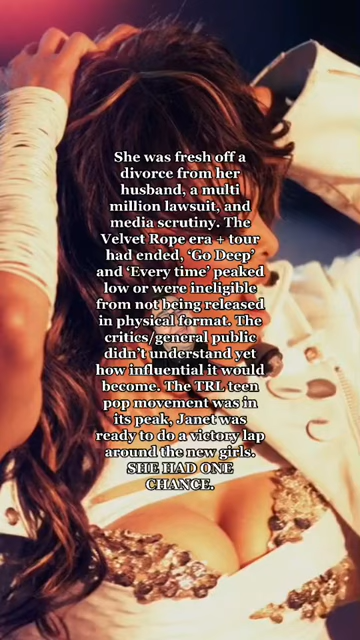 She was fresh off a
divorce from her
husband, a multi
million lawsuit, and
media scrutiny. The
Velvet Rope era + tour
had ended, ‘Go Deep’
and ‘Every time’ peaked
low or were ineligible
from not being released
in physical format. The
critics/general public
didn’t understand yet
how influential it would
become. The TRL teen
pop movement was in
its peak, Janet was
ready to do a victory lap
around the new girls.
SHE HAD ONE
CHANCE.